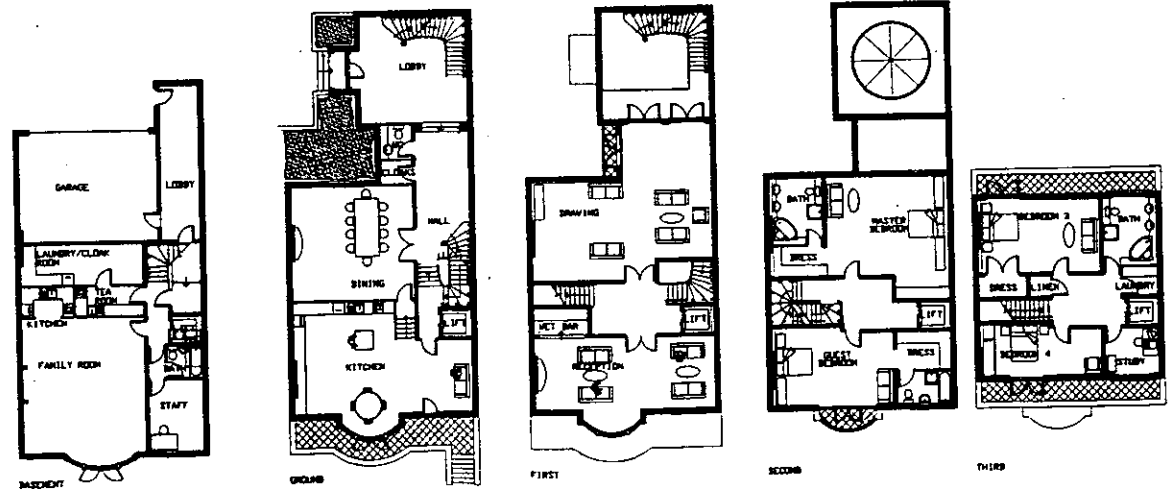 GARAGE
LOBBY
LAUNDRY/CLOAK
ROOM
TEA
ROOM
KITCHEN
FAMILY ROOM
BATH
STAFF
BASEMENT
LOBBY
WC
CLOAKS
HALL
DINING
LIFT
KITCHEN
GROUND
DRAWING
WET BAR
LIFT
RECEPTION
FIRST
BATH
MASTER
BEDROOM
DRESS
LIFT
GUEST
BEDROOM
DRESS
SECOND
BEDROOM 3
BATH
DRESS
LINEN
LAUNDRY
LIFT
BEDROOM 4
STUDY
THIRD